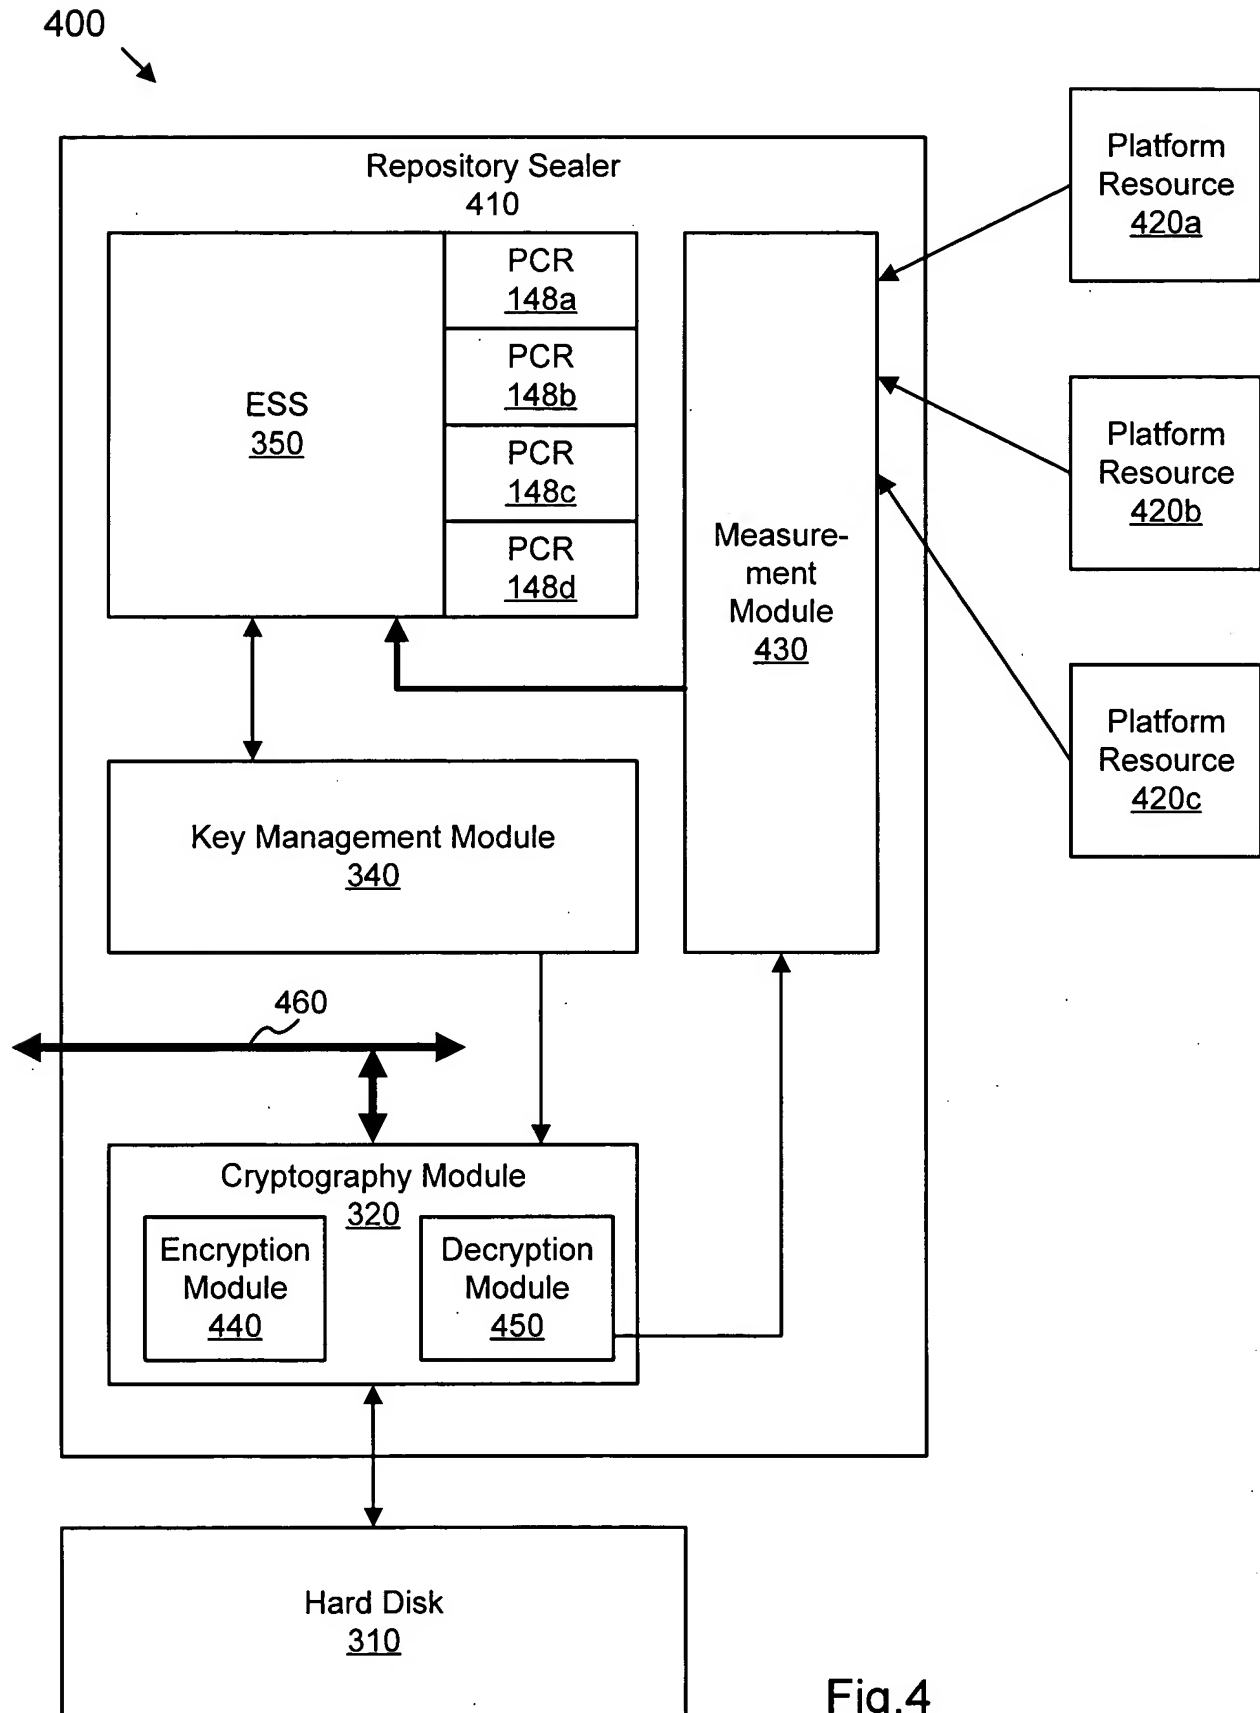 400
Repository Sealer
410
ESS
350
PCR
148a
PCR
148b
PCR
148c
PCR
148d
Measure-
ment
Module
430
Platform
Resource
420a
Platform
Resource
420b
Platform
Resource
420c
Key Management Module
340
460
Cryptography Module
320
Encryption
Module
440
Decryption
Module
450
Hard Disk
310
Fig.4